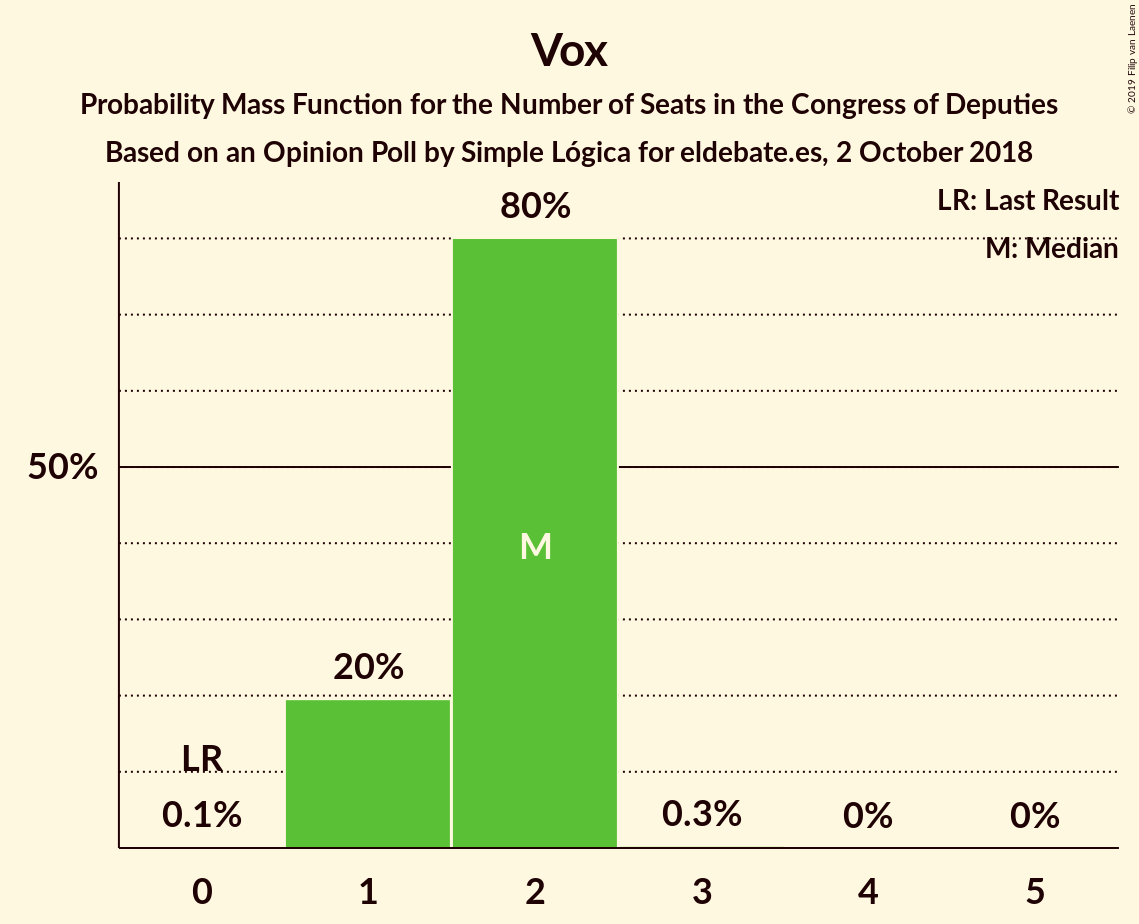 Vox
Probability Mass Function for the Number of Seats in the Congress of Deputies
Based on an Opinion Poll by Simple Lógica for eldebate.es, 2 October 2018
© 2019 Filip van Laenen
LR: Last Result
M: Median
80%
50%
M
20%
LR
0.1%
0.3%
0%
0%
0
1
2
3
4
5